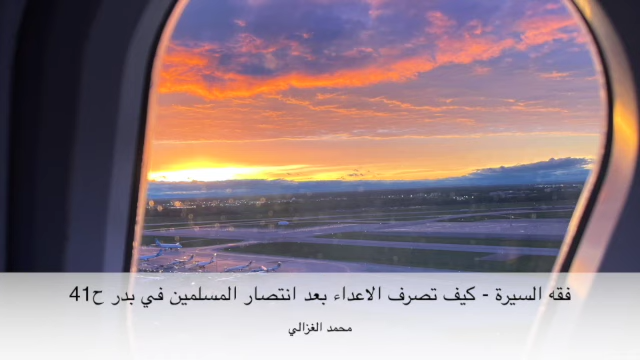 فقه السيرة - كيف تصرف الاعداء بعد انتصار المسلمين في بدر ح41
محمد الغزالي